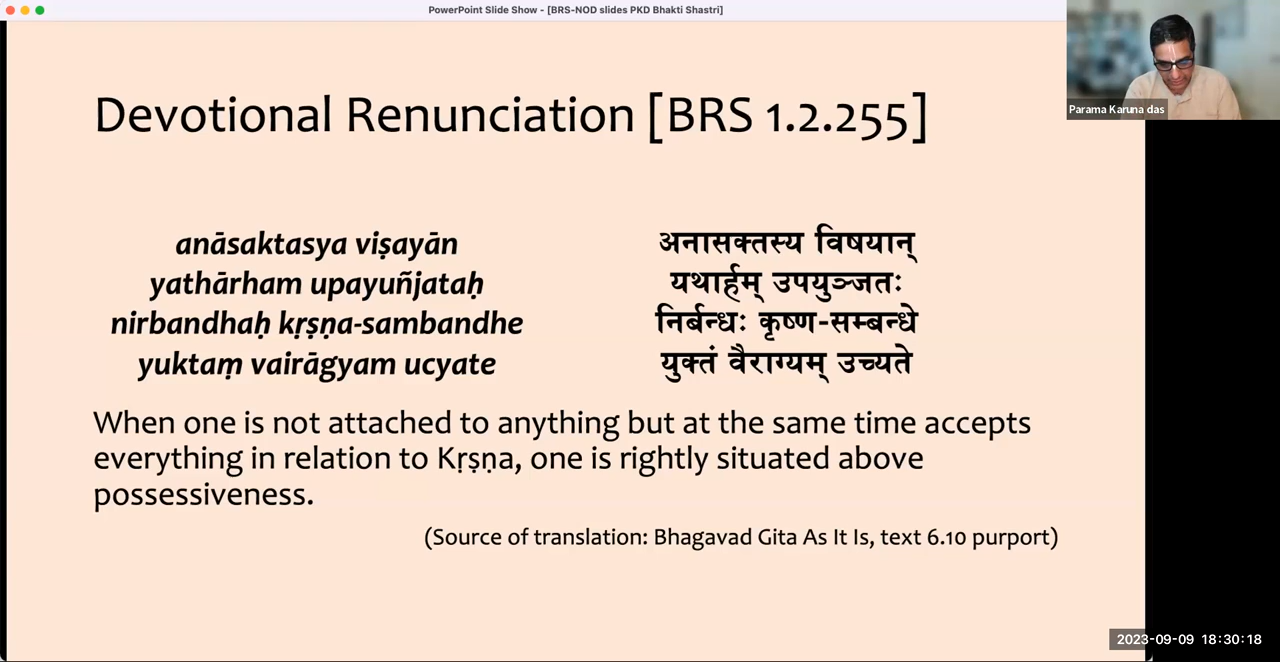 PowerPoint Slide Show - [BRS-NOD slides PKD Bhakti Shastri]
Parama Karuna das
Devotional Renunciation [BRS 1.2.255]
anāsaktasya viṣayān
yathārham upayuñjataḥ
nirbandhaḥ kṛṣṇa-sambandhe
yuktaṃ vairāgyam ucyate
अनासक्तस्य विषयान्
यथार्हम् उपयुञ्जतः
निर्बन्धः कृष्ण-सम्बन्धे
युक्तं वैराग्यम् उच्यते
When one is not attached to anything but at the same time accepts
everything in relation to Kṛṣṇa, one is rightly situated above
possessiveness.
(Source of translation: Bhagavad Gita As It Is, text 6.10 purport)
2023-09-09 18:30:18